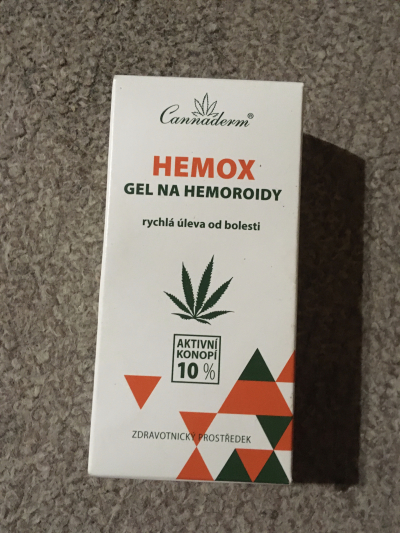 Cannaderm®
HEMOX
GEL NA HEMOROIDY
rychlá úleva od bolesti
AKTIVNÍ
KONOPÍ
10 %
ZDRAVOTNICKÝ PROSTŘEDEK